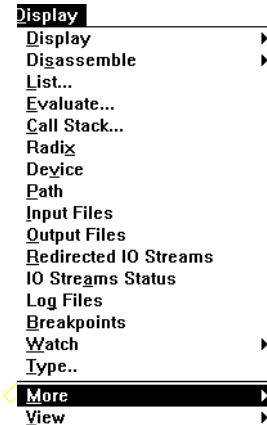 Display
Display
Disassemble
List...
Evaluate...
Call Stack...
Radix
Device
Path
Input Files
Output Files
Redirected IO Streams
IO Streams Status
Log Files
Breakpoints
Watch
Type..
More
View